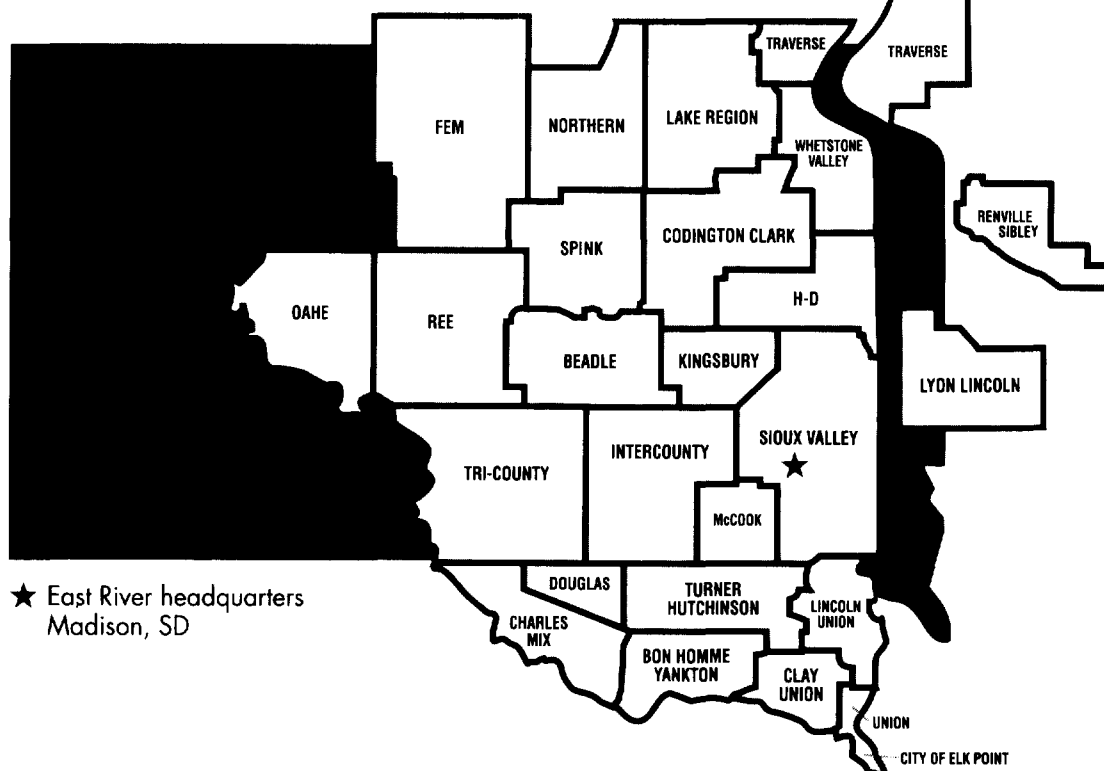 TRAVERSE
TRAVERSE
FEM
NORTHERN
LAKE REGION
WHETSTONE
VALLEY
RENVILLE
SIBLEY
SPINK
CODINGTON CLARK
OAHE
REE
H-D
BEADLE
KINGSBURY
LYON LINCOLN
SIOUX VALLEY
INTERCOUNTY
TRI-COUNTY
McCOOK
★ East River headquarters
Madison, SD
DOUGLAS
TURNER
HUTCHINSON
LINCOLN
UNION
CHARLES
MIX
BON HOMME
YANKTON
CLAY
UNION
UNION
CITY OF ELK POINT